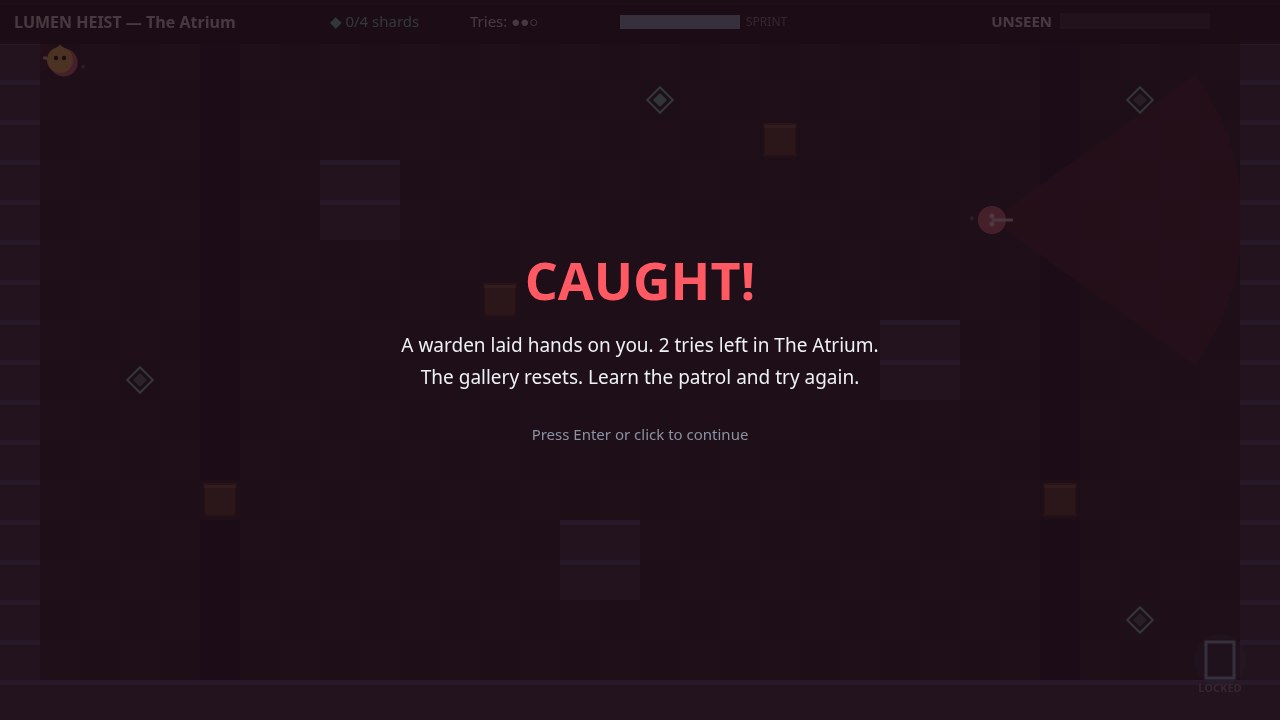 LUMEN HEIST — The Atrium
◆ 0/4 shards
Tries: ●●○
SPRINT
UNSEEN
CAUGHT!
A warden laid hands on you. 2 tries left in The Atrium.
The gallery resets. Learn the patrol and try again.
Press Enter or click to continue
LOCKED